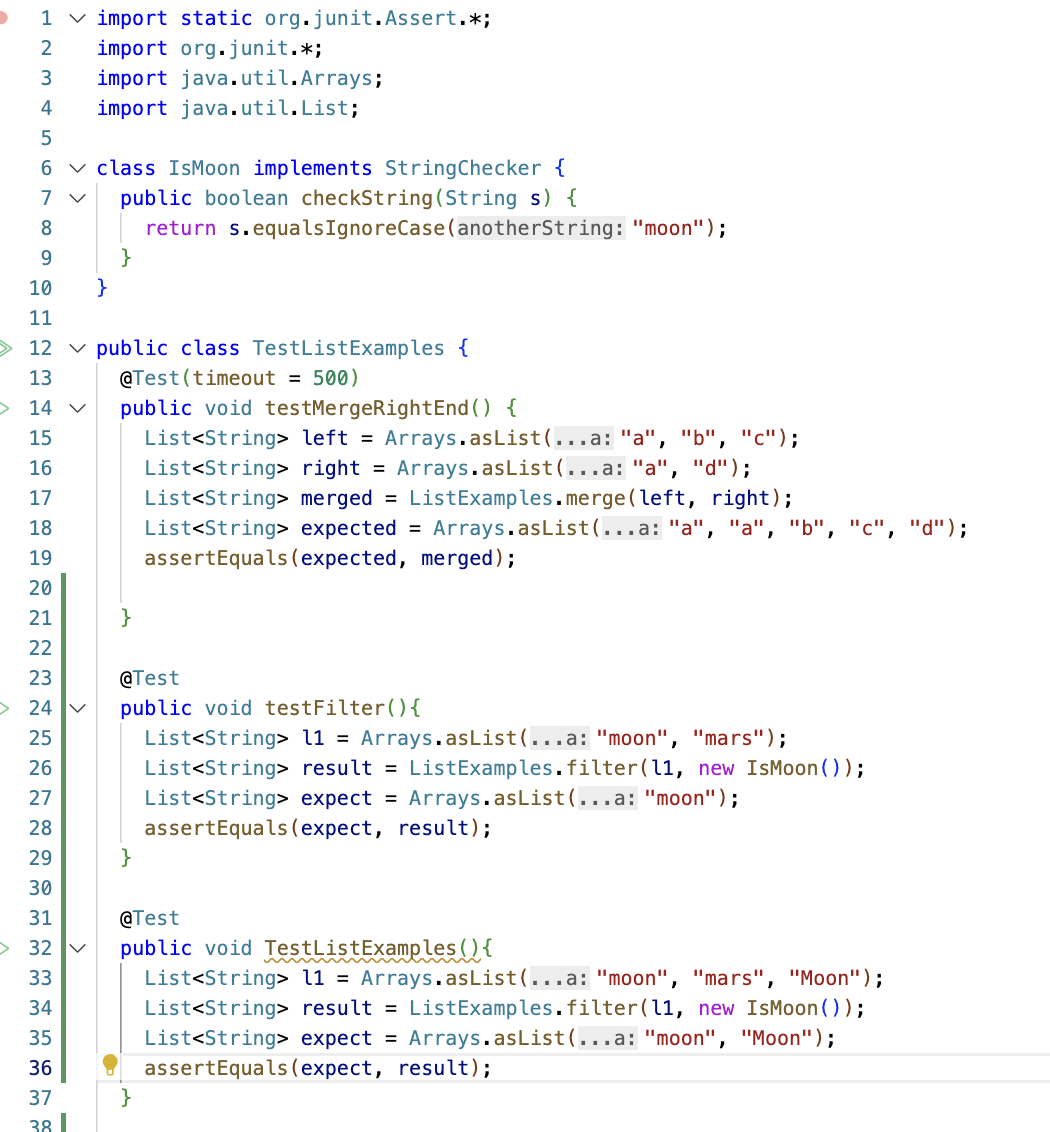 1 import static org.junit.Assert.*;
2 import org.junit.*;
3 import java.util.Arrays;
4 import java.util.List;
5
6 class IsMoon implements StringChecker {
7   public boolean checkString(String s) {
8     return s.equalsIgnoreCase(anotherString: "moon");
9   }
10 }
11
12 public class TestListExamples {
13   @Test(timeout = 500)
14   public void testMergeRightEnd() {
15     List<String> left = Arrays.asList(...a: "a", "b", "c");
16     List<String> right = Arrays.asList(...a: "a", "d");
17     List<String> merged = ListExamples.merge(left, right);
18     List<String> expected = Arrays.asList(...a: "a", "a", "b", "c", "d");
19     assertEquals(expected, merged);
20
21   }
22
23   @Test
24   public void testFilter(){
25     List<String> l1 = Arrays.asList(...a: "moon", "mars");
26     List<String> result = ListExamples.filter(l1, new IsMoon());
27     List<String> expect = Arrays.asList(...a: "moon");
28     assertEquals(expect, result);
29   }
30
31   @Test
32   public void TestListExamples(){
33     List<String> l1 = Arrays.asList(...a: "moon", "mars", "Moon");
34     List<String> result = ListExamples.filter(l1, new IsMoon());
35     List<String> expect = Arrays.asList(...a: "moon", "Moon");
36     assertEquals(expect, result);
37   }
38